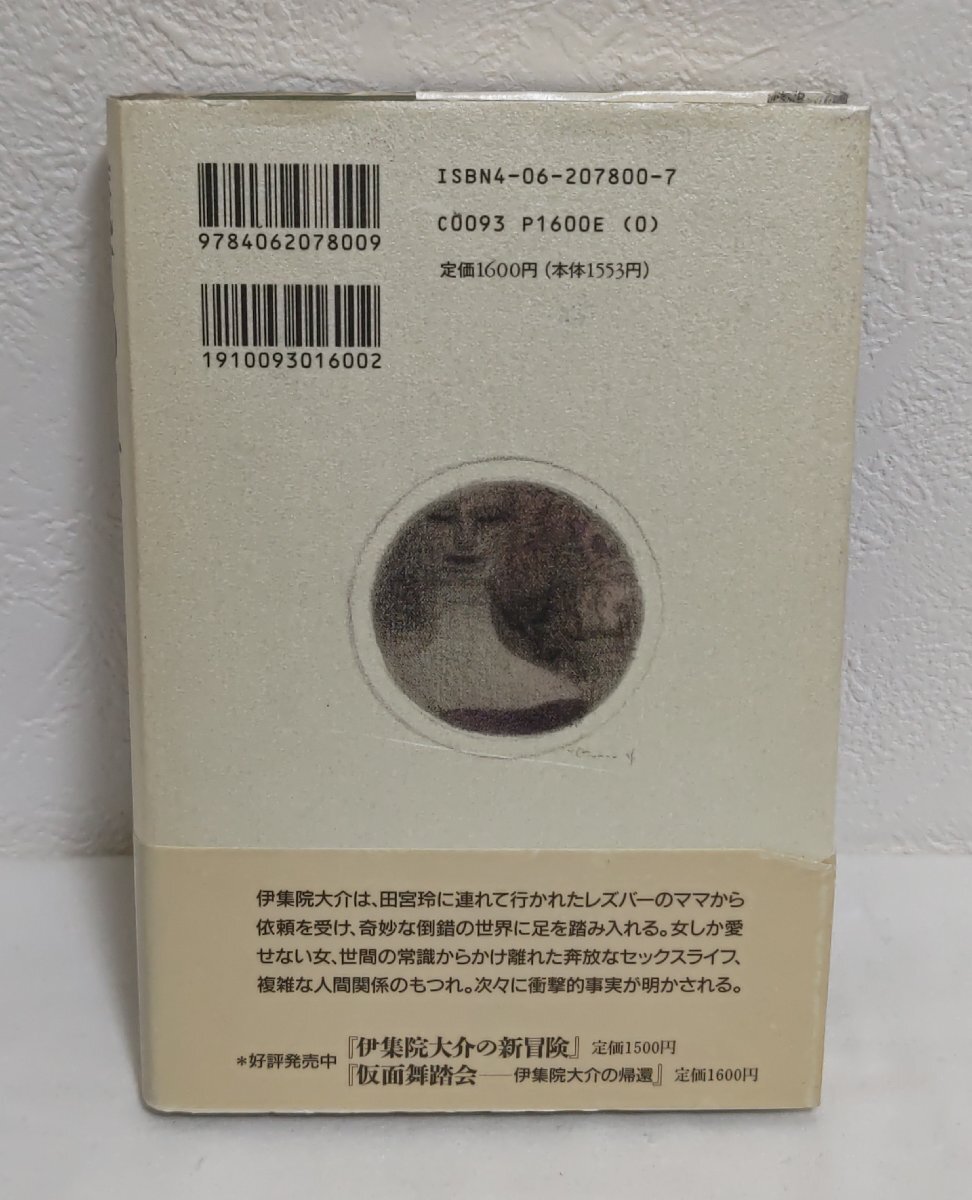 ISBN4-06-207800-7
9784062078009
C0093 P1600E (0)
定価1600円(本体1553円)
1910093016002
伊集院大介は、田宮玲に連れて行かれたレズバーのママから
依頼を受け、奇妙な倒錯の世界に足を踏み入れる。女しか愛
せない女、世間の常識からかけ離れた奔放なセックスライフ、
複雑な人間関係のもつれ。次々に衝撃的事実が明かされる。
*好評発売中『伊集院大介の新冒険』 定価1500円
『仮面舞踏会――伊集院大介の帰還』 定価1600円